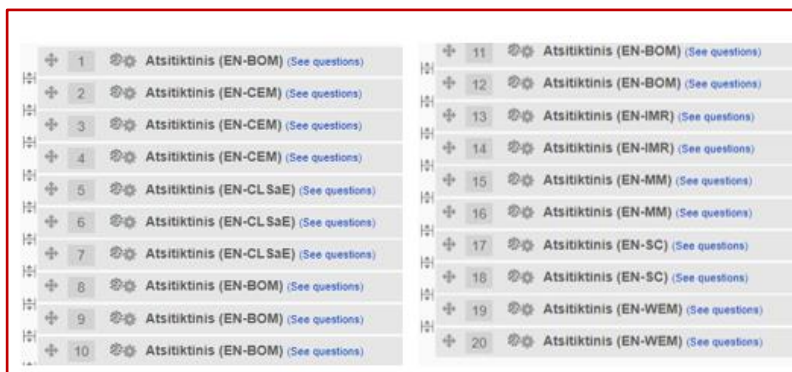 1 Atsitiktinis (EN-BOM) (See questions)
2 Atsitiktinis (EN-CEM) (See questions)
3 Atsitiktinis (EN-CEM) (See questions)
4 Atsitiktinis (EN-CEM) (See questions)
5 Atsitiktinis (EN-CLSaE) (See questions)
6 Atsitiktinis (EN-CLSaE) (See questions)
7 Atsitiktinis (EN-CLSaE) (See questions)
8 Atsitiktinis (EN-BOM) (See questions)
9 Atsitiktinis (EN-BOM) (See questions)
10 Atsitiktinis (EN-BOM) (See questions)
11 Atsitiktinis (EN-BOM) (See questions)
12 Atsitiktinis (EN-BOM) (See questions)
13 Atsitiktinis (EN-IMR) (See questions)
14 Atsitiktinis (EN-IMR) (See questions)
15 Atsitiktinis (EN-MM) (See questions)
16 Atsitiktinis (EN-MM) (See questions)
17 Atsitiktinis (EN-SC) (See questions)
18 Atsitiktinis (EN-SC) (See questions)
19 Atsitiktinis (EN-WEM) (See questions)
20 Atsitiktinis (EN-WEM) (See questions)